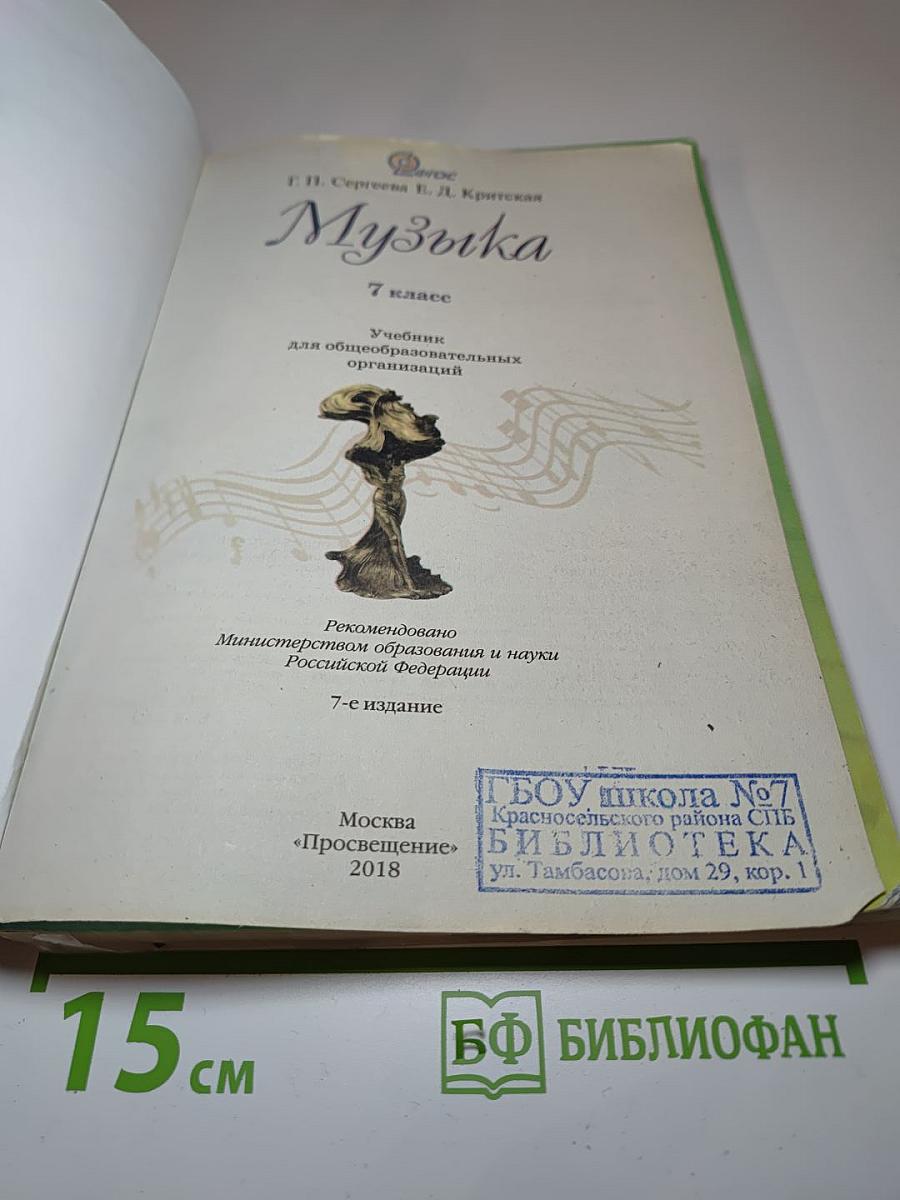 ФГОС
Г. П. Сергеева Е. Д. Критская
Музыка
7 класс
Учебник
для общеобразовательных
организаций
Рекомендовано
Министерством образования и науки
Российской Федерации
7-е издание
Москва
«Просвещение»
2018
ГБОУ школа №7
Красносельского района СПБ
БИБЛИОТЕКА
ул. Тамбасова, дом 29, кор. 1
15 см
БФ БИБЛИОФАН